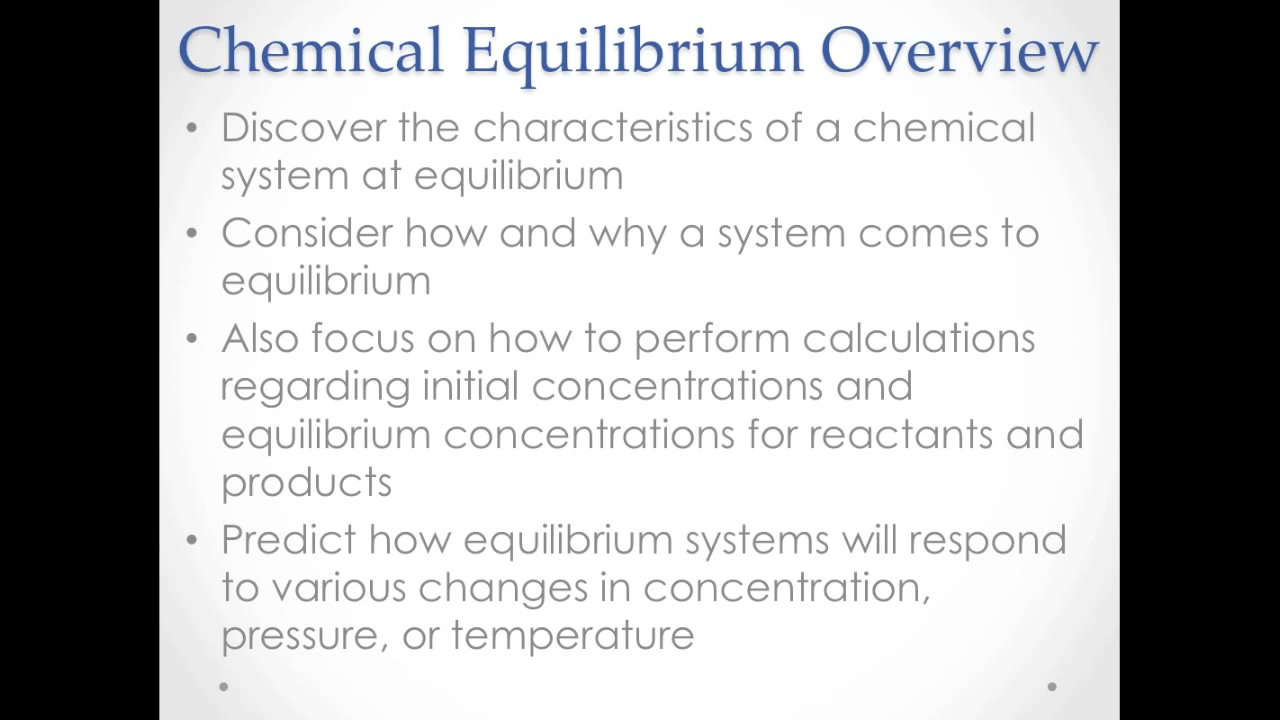 Chemical Equilibrium Overview
• Discover the characteristics of a chemical
system at equilibrium
• Consider how and why a system comes to
equilibrium
• Also focus on how to perform calculations
regarding initial concentrations and
equilibrium concentrations for reactants and
products
• Predict how equilibrium systems will respond
to various changes in concentration,
pressure, or temperature